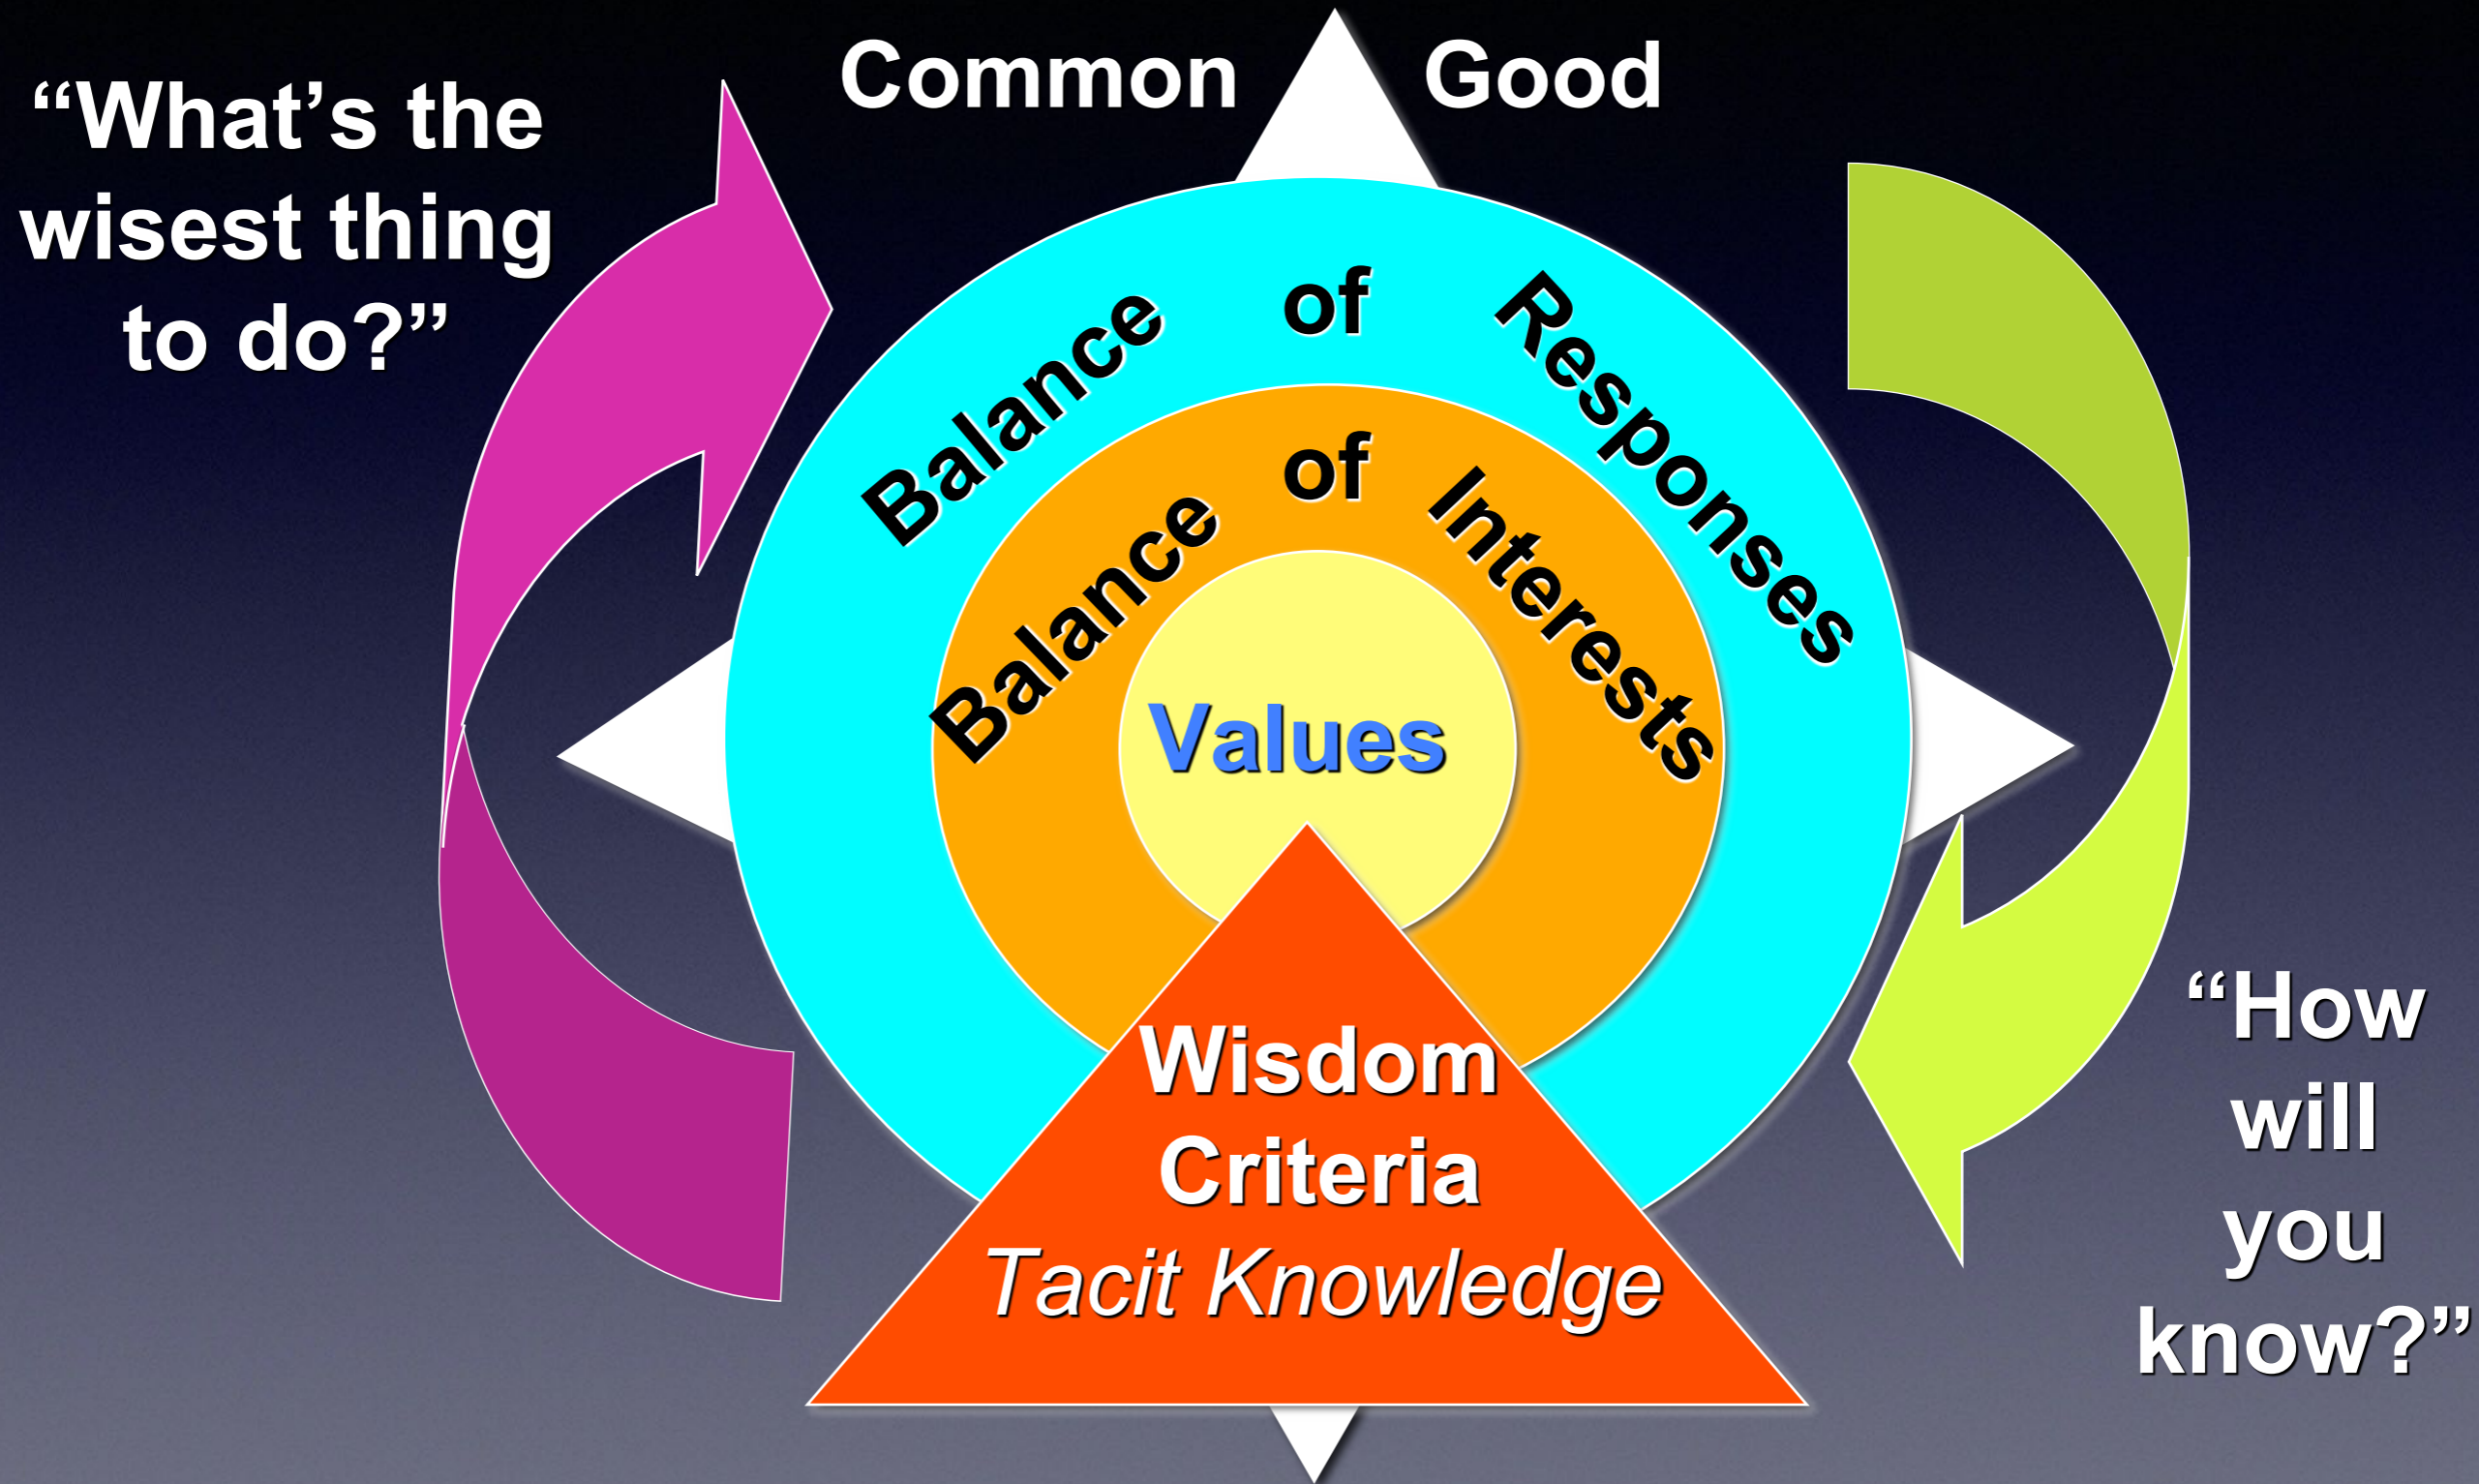 “What’s the
wisest thing
to do?”
Common Good
Balance of Responses
Balance of Interests
Values
Wisdom
Criteria
Tacit Knowledge
“How
will
you
know?”